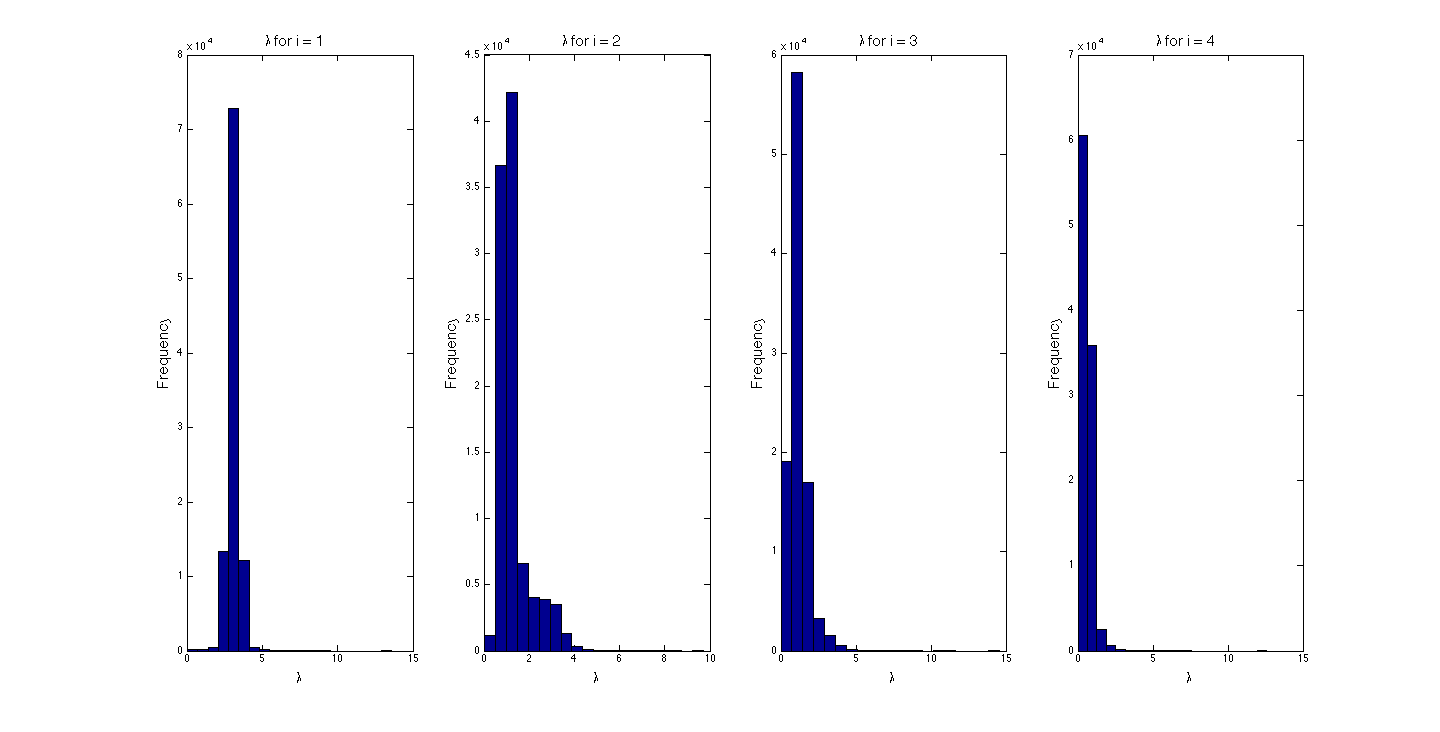 λ for i = 1
x 10⁴
8
7
6
5
4
3
2
1
0
Frequency
0 5 10 15
λ
λ for i = 2
x 10⁴
4.5
4
3.5
3
2.5
2
1.5
1
0.5
0
Frequency
0 2 4 6 8 10
λ
λ for i = 3
x 10⁴
6
5
4
3
2
1
0
Frequency
0 5 10 15
λ
λ for i = 4
x 10⁴
7
6
5
4
3
2
1
0
Frequency
0 5 10 15
λ